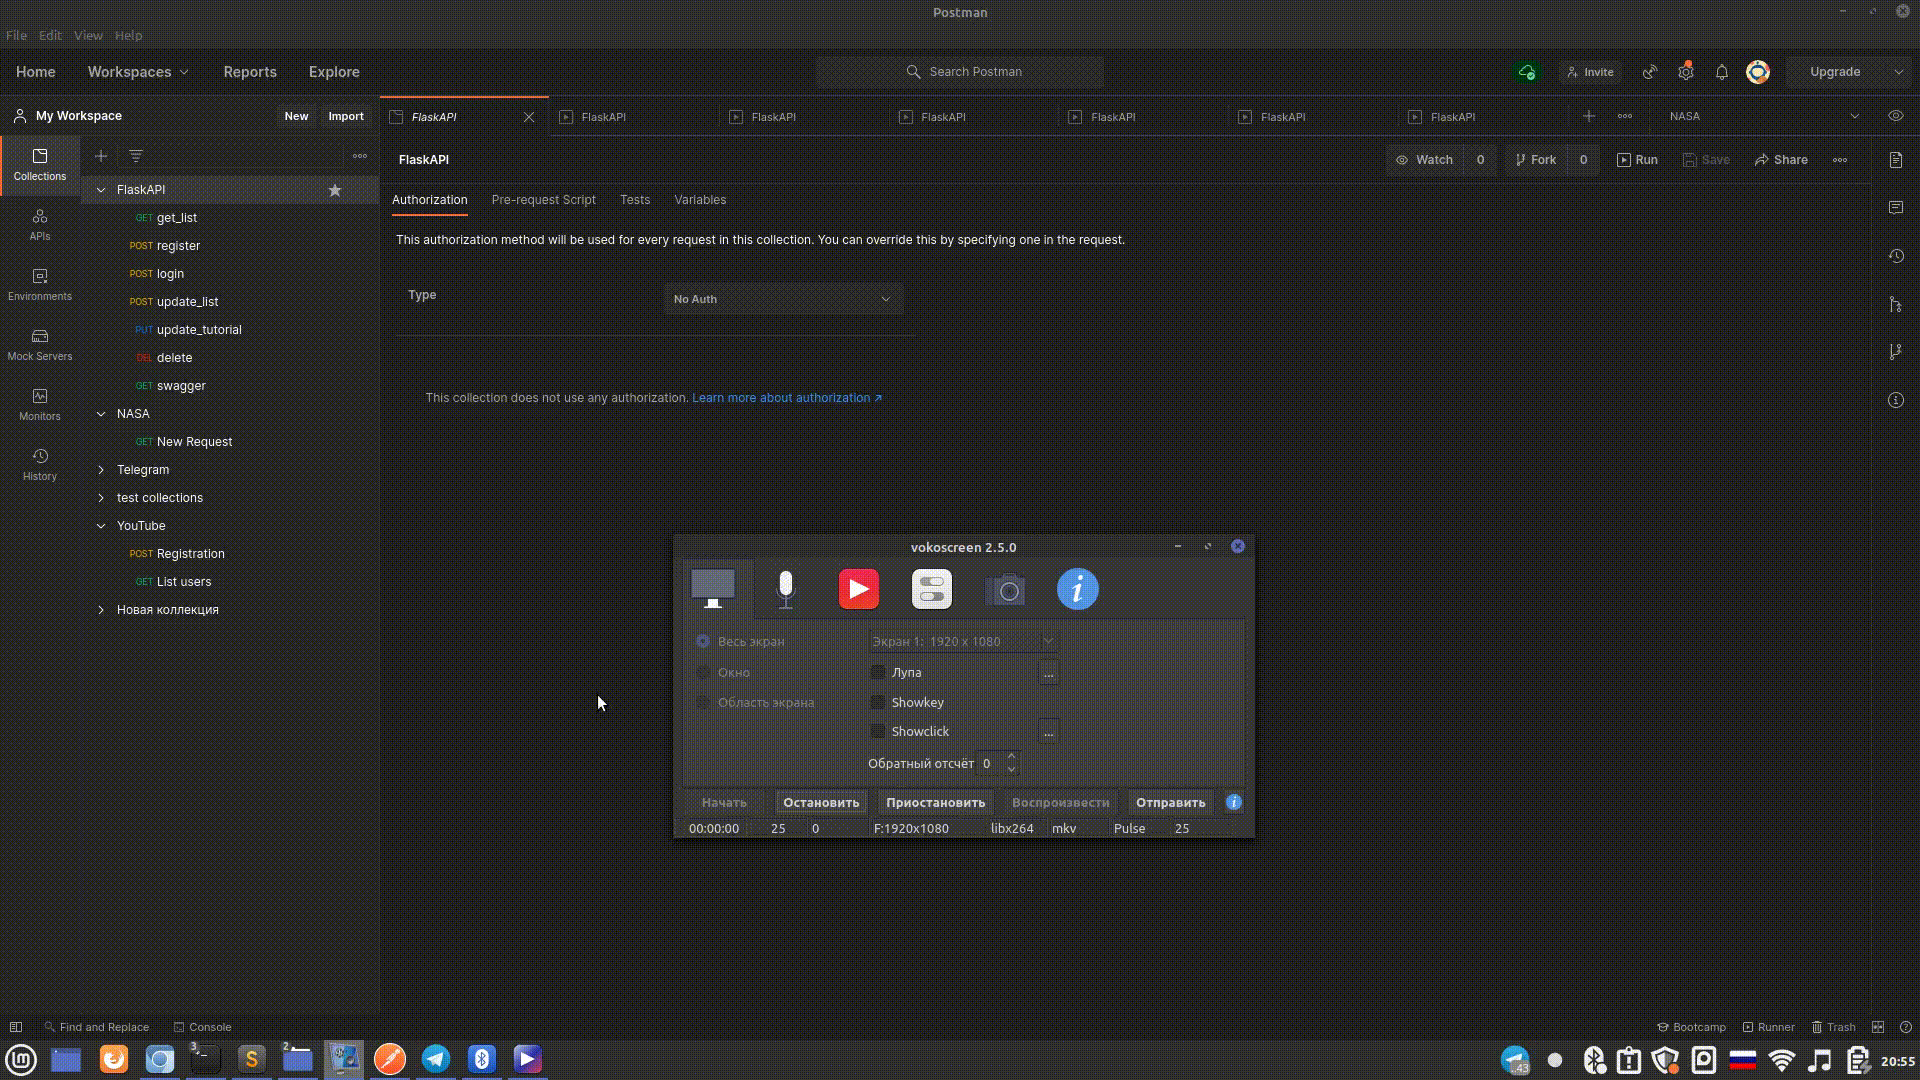 Postman
File Edit View Help
Home Workspaces Reports Explore Search Postman Invite Upgrade
My Workspace New Import
FlaskAPI FlaskAPI FlaskAPI FlaskAPI FlaskAPI FlaskAPI FlaskAPI NASA
FlaskAPI Watch 0 Fork 0 Run Save Share
Authorization Pre-request Script Tests Variables
This authorization method will be used for every request in this collection. You can override this by specifying one in the request.
Type No Auth
This collection does not use any authorization. Learn more about authorization ↗
Collections
APIs
Environments
Mock Servers
Monitors
History
FlaskAPI
GET get_list
POST register
POST login
POST update_list
PUT update_tutorial
DEL delete
GET swagger
NASA
GET New Request
Telegram
test collections
YouTube
POST Registration
GET List users
Новая коллекция
vokoscreen 2.5.0
Весь экран Экран 1: 1920 x 1080
Окно Лупа ...
Область экрана Showkey
Showclick ...
Обратный отсчёт 0
Начать Остановить Приостановить Воспроизвести Отправить
00:00:00 25 0 F:1920x1080 libx264 mkv Pulse 25
Find and Replace Console Bootcamp Runner Trash
3 S 2 ..43 20:55